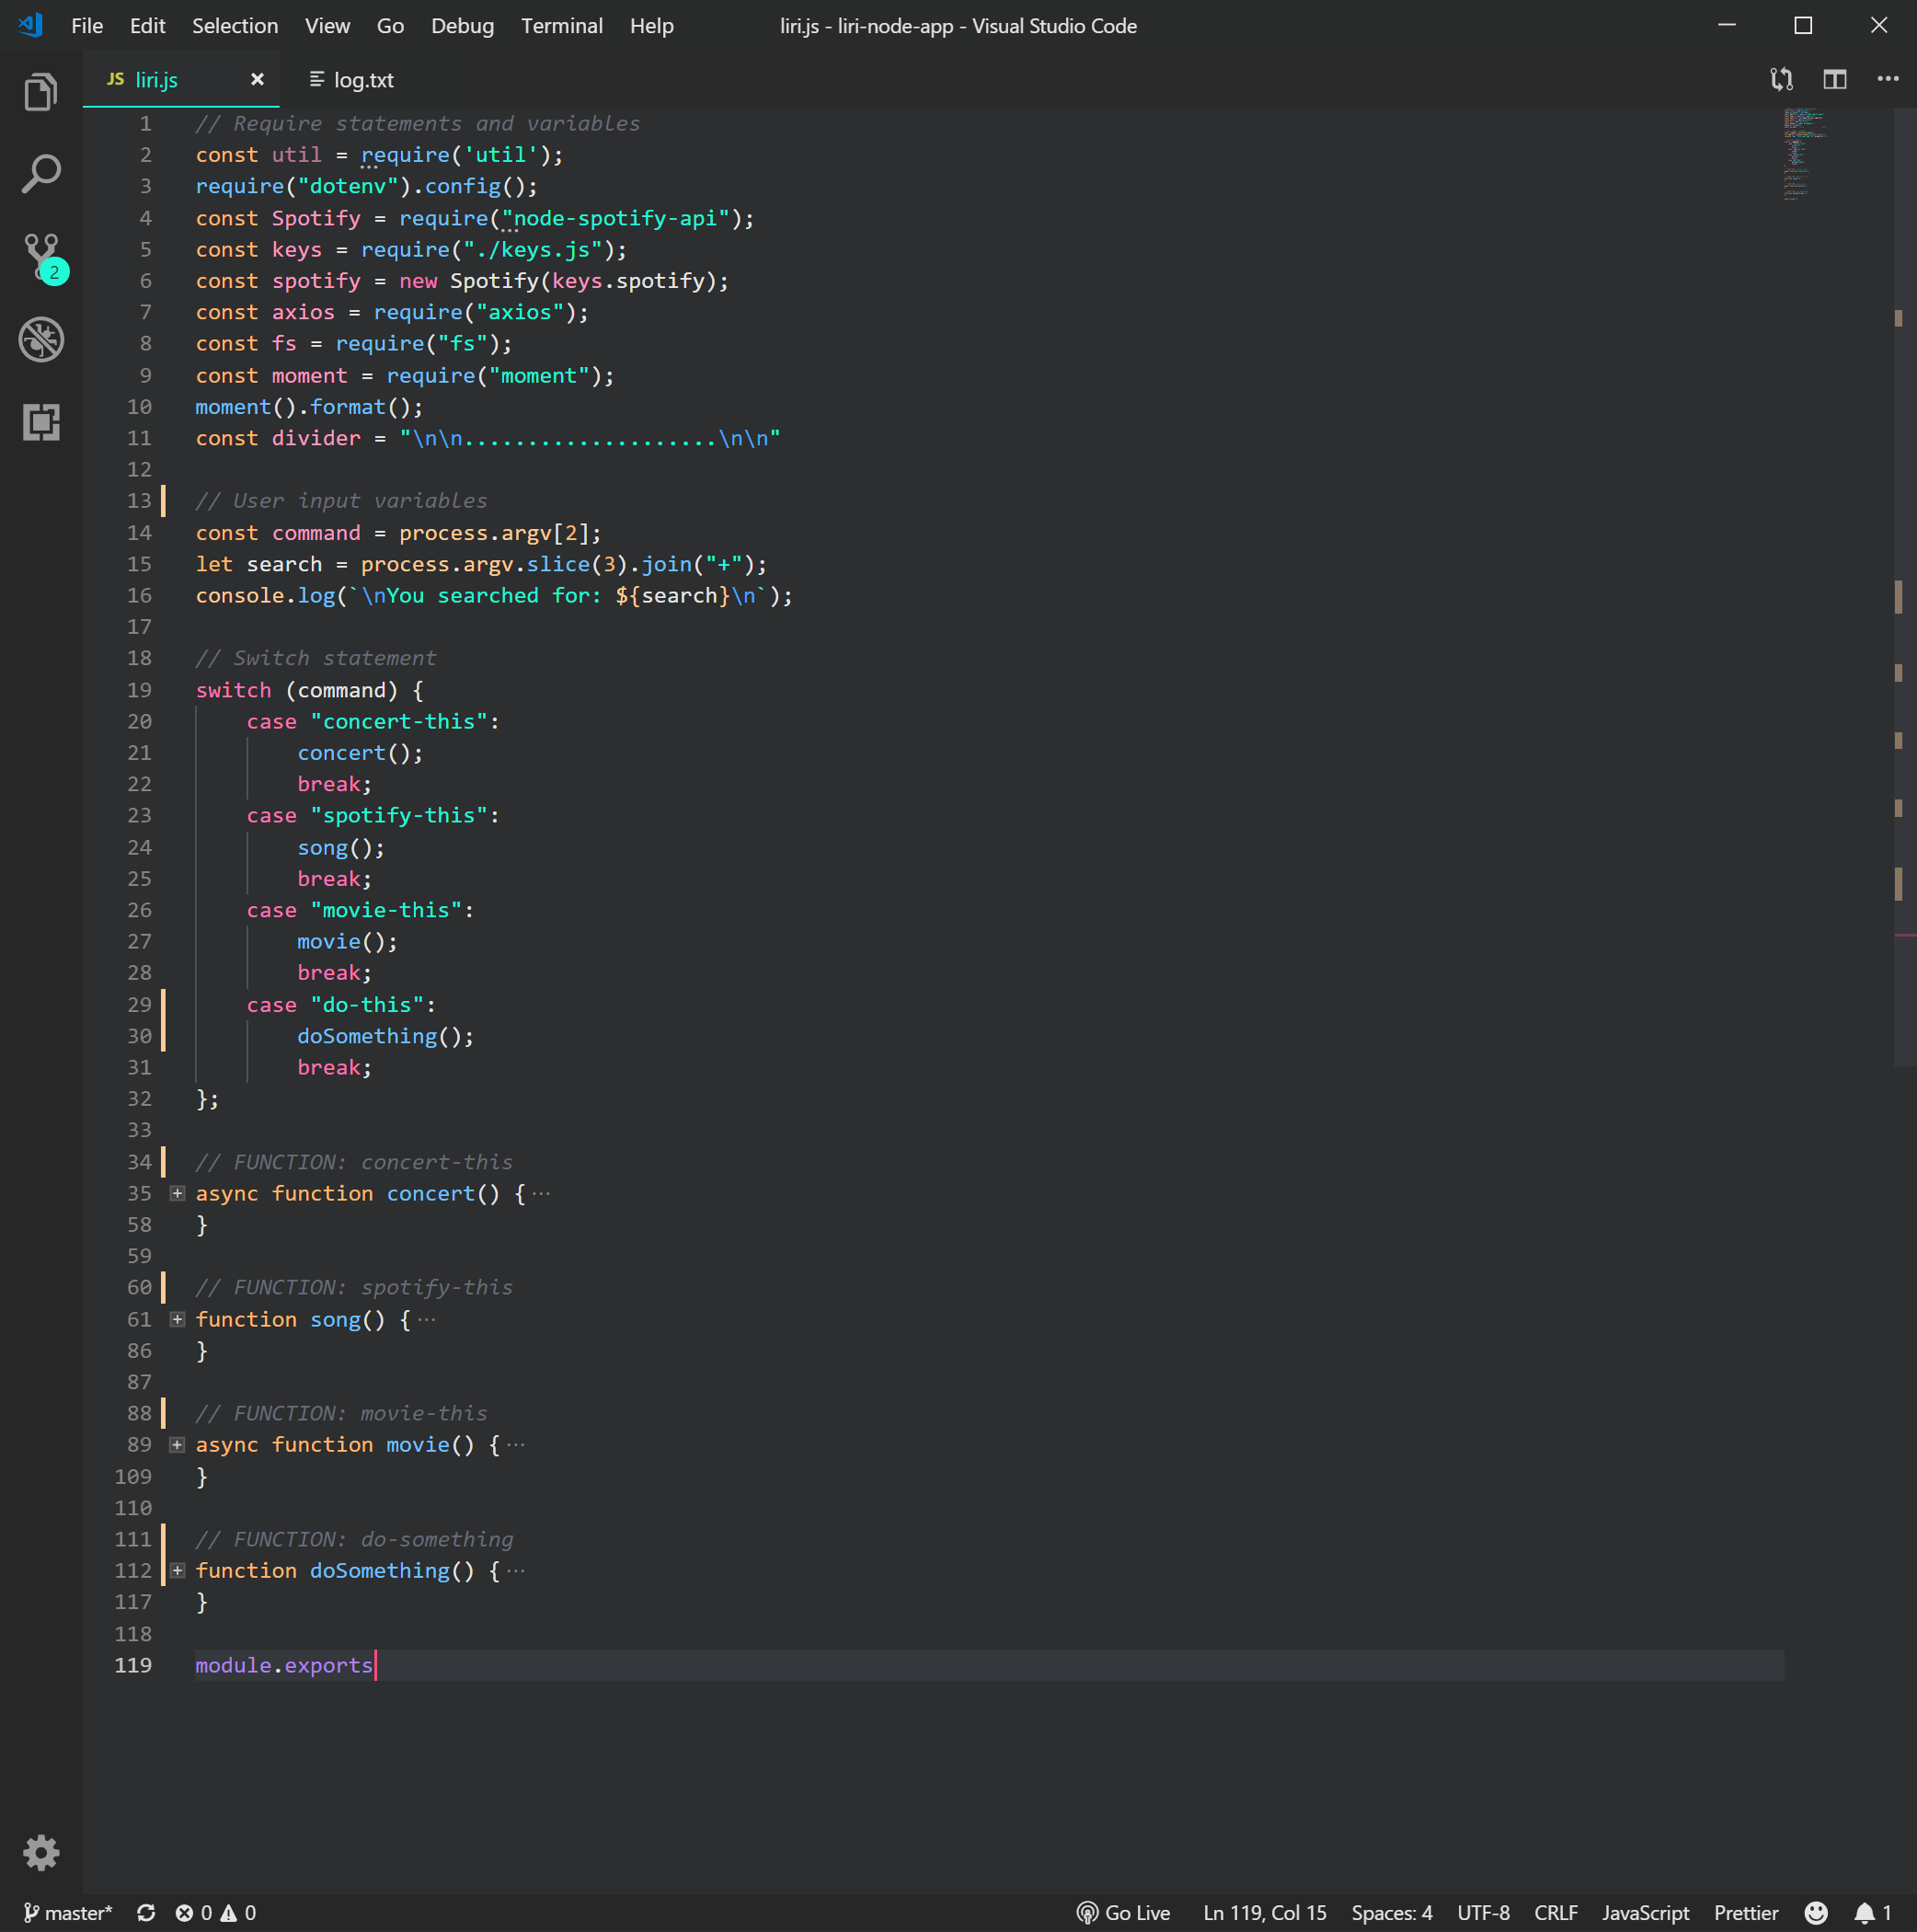 File Edit Selection View Go Debug Terminal Help liri.js - liri-node-app - Visual Studio Code
JS liri.js log.txt
1 // Require statements and variables
2 const util = require('util');
3 require("dotenv").config();
4 const Spotify = require("node-spotify-api");
5 const keys = require("./keys.js");
6 const spotify = new Spotify(keys.spotify);
7 const axios = require("axios");
8 const fs = require("fs");
9 const moment = require("moment");
10 moment().format();
11 const divider = "\n\n....................\n\n"
12
13 // User input variables
14 const command = process.argv[2];
15 let search = process.argv.slice(3).join("+");
16 console.log(`\nYou searched for: ${search}\n`);
17
18 // Switch statement
19 switch (command) {
20 case "concert-this":
21 concert();
22 break;
23 case "spotify-this":
24 song();
25 break;
26 case "movie-this":
27 movie();
28 break;
29 case "do-this":
30 doSomething();
31 break;
32 };
33
34 // FUNCTION: concert-this
35 async function concert() {···
58 }
59
60 // FUNCTION: spotify-this
61 function song() {···
86 }
87
88 // FUNCTION: movie-this
89 async function movie() {···
109 }
110
111 // FUNCTION: do-something
112 function doSomething() {···
117 }
118
119 module.exports
2
master* 0 0 Go Live Ln 119, Col 15 Spaces: 4 UTF-8 CRLF JavaScript Prettier 1